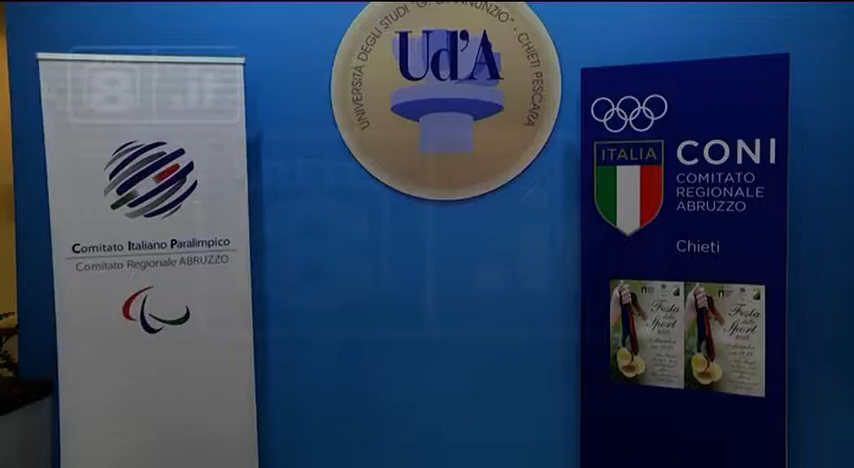 UNIVERSITÀ DEGLI STUDI "G. D'ANNUNZIO" - CHIETI PESCARA
Ud'A
Comitato Italiano Paralimpico
Comitato Regionale ABRUZZO
ITALIA
CONI
COMITATO
REGIONALE
ABRUZZO
Chieti
Festa
dello
Sport
Festa
dello
Sport